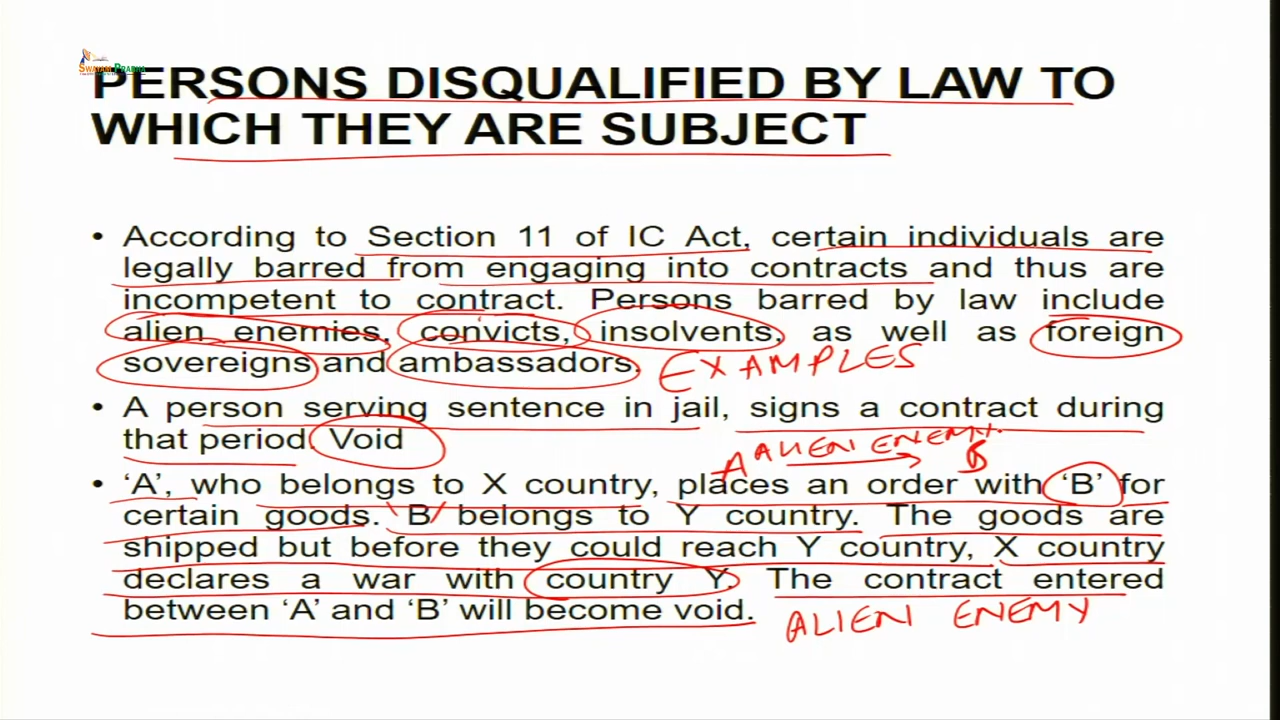 SWAYAM PRABHA
PERSONS DISQUALIFIED BY LAW TO
WHICH THEY ARE SUBJECT
• According to Section 11 of IC Act, certain individuals are
legally barred from engaging into contracts and thus are
incompetent to contract. Persons barred by law include
alien enemies, convicts, insolvents, as well as foreign
sovereigns and ambassadors. EXAMPLES
• A person serving sentence in jail, signs a contract during
that period. Void
A ALIEN ENEMY. B
• ‘A’, who belongs to X country, places an order with ‘B’ for
certain goods. 'B' belongs to Y country. The goods are
shipped but before they could reach Y country, X country
declares a war with country Y. The contract entered
between ‘A’ and ‘B’ will become void. ALIEN ENEMY